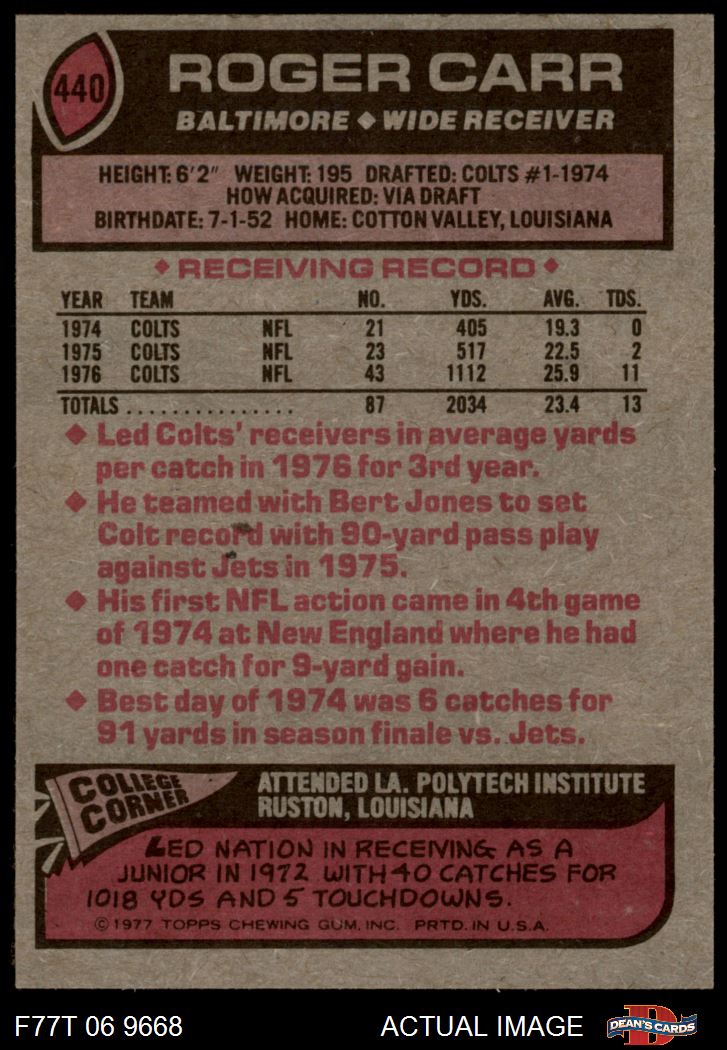 440
ROGER CARR
BALTIMORE ◆ WIDE RECEIVER
HEIGHT: 6'2" WEIGHT: 195 DRAFTED: COLTS #1-1974
HOW ACQUIRED: VIA DRAFT
BIRTHDATE: 7-1-52 HOME: COTTON VALLEY, LOUISIANA
◆ RECEIVING RECORD ◆
YEAR TEAM NO. YDS. AVG. TDS.
1974 COLTS NFL 21 405 19.3 0
1975 COLTS NFL 23 517 22.5 2
1976 COLTS NFL 43 1112 25.9 11
TOTALS ............... 87 2034 23.4 13
◆ Led Colts' receivers in average yards
per catch in 1976 for 3rd year.
◆ He teamed with Bert Jones to set
Colt record with 90-yard pass play
against Jets in 1975.
◆ His first NFL action came in 4th game
of 1974 at New England where he had
one catch for 9-yard gain.
◆ Best day of 1974 was 6 catches for
91 yards in season finale vs. Jets.
COLLEGE
CORNER
ATTENDED LA. POLYTECH INSTITUTE
RUSTON, LOUISIANA
LED NATION IN RECEIVING AS A
JUNIOR IN 1972 WITH 40 CATCHES FOR
1018 YDS AND 5 TOUCHDOWNS.
© 1977 TOPPS CHEWING GUM, INC. PRTD. IN U.S.A.
F77T 06 9668 ACTUAL IMAGE
D
DEAN'S CARDS